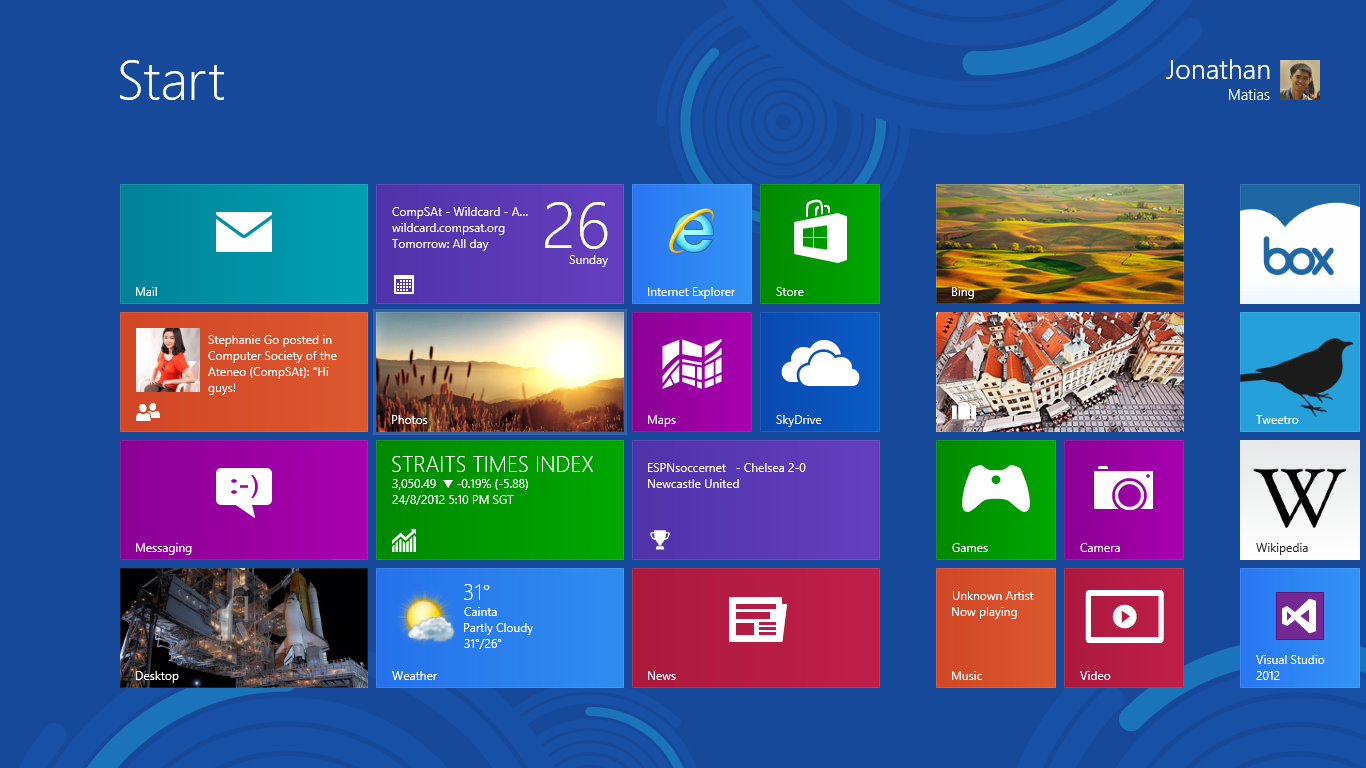 Start
Jonathan
Matias
Mail
CompSAt - Wildcard - A...
wildcard.compsat.org
Tomorrow: All day
26
Sunday
Internet Explorer
Store
Bing
box
Stephanie Go posted in
Computer Society of the
Ateneo (CompSAt): "Hi
guys!
Photos
Maps
SkyDrive
Tweetro
:-)
Messaging
STRAITS TIMES INDEX
3,050.49 ▼ -0.19% (-5.88)
24/8/2012 5:10 PM SGT
ESPNsoccernet - Chelsea 2-0
Newcastle United
Games
Camera
W
Wikipedia
Desktop
31°
Cainta
Partly Cloudy
31°/26°
Weather
News
Unknown Artist
Now playing
Music
Video
Visual Studio
2012